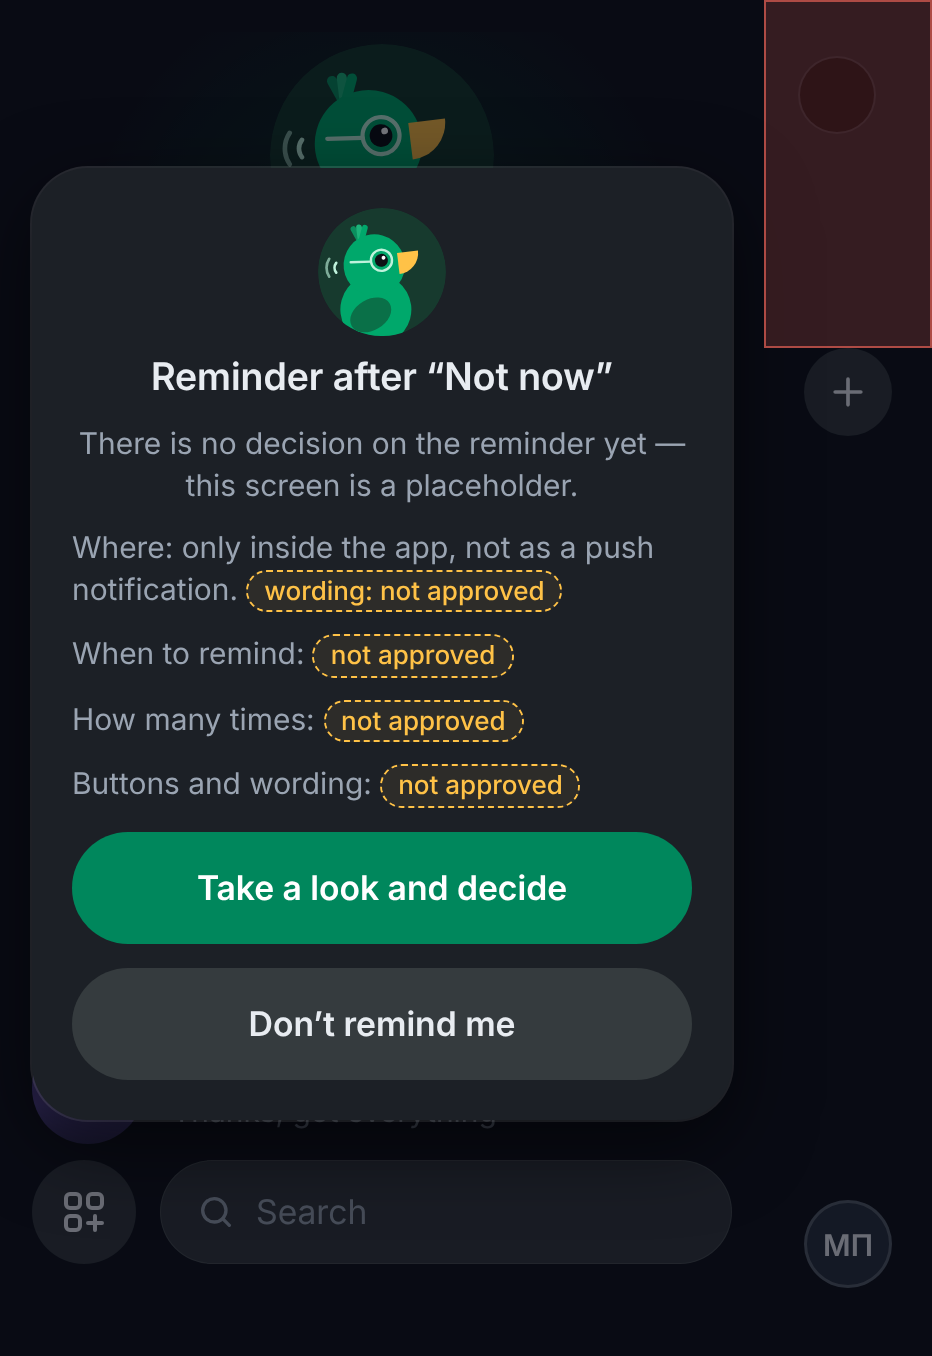 Reminder after “Not now”
There is no decision on the reminder yet —
this screen is a placeholder.
Where: only inside the app, not as a push
notification. wording: not approved
When to remind: not approved
How many times: not approved
Buttons and wording: not approved
Take a look and decide
Don’t remind me
Search
МП